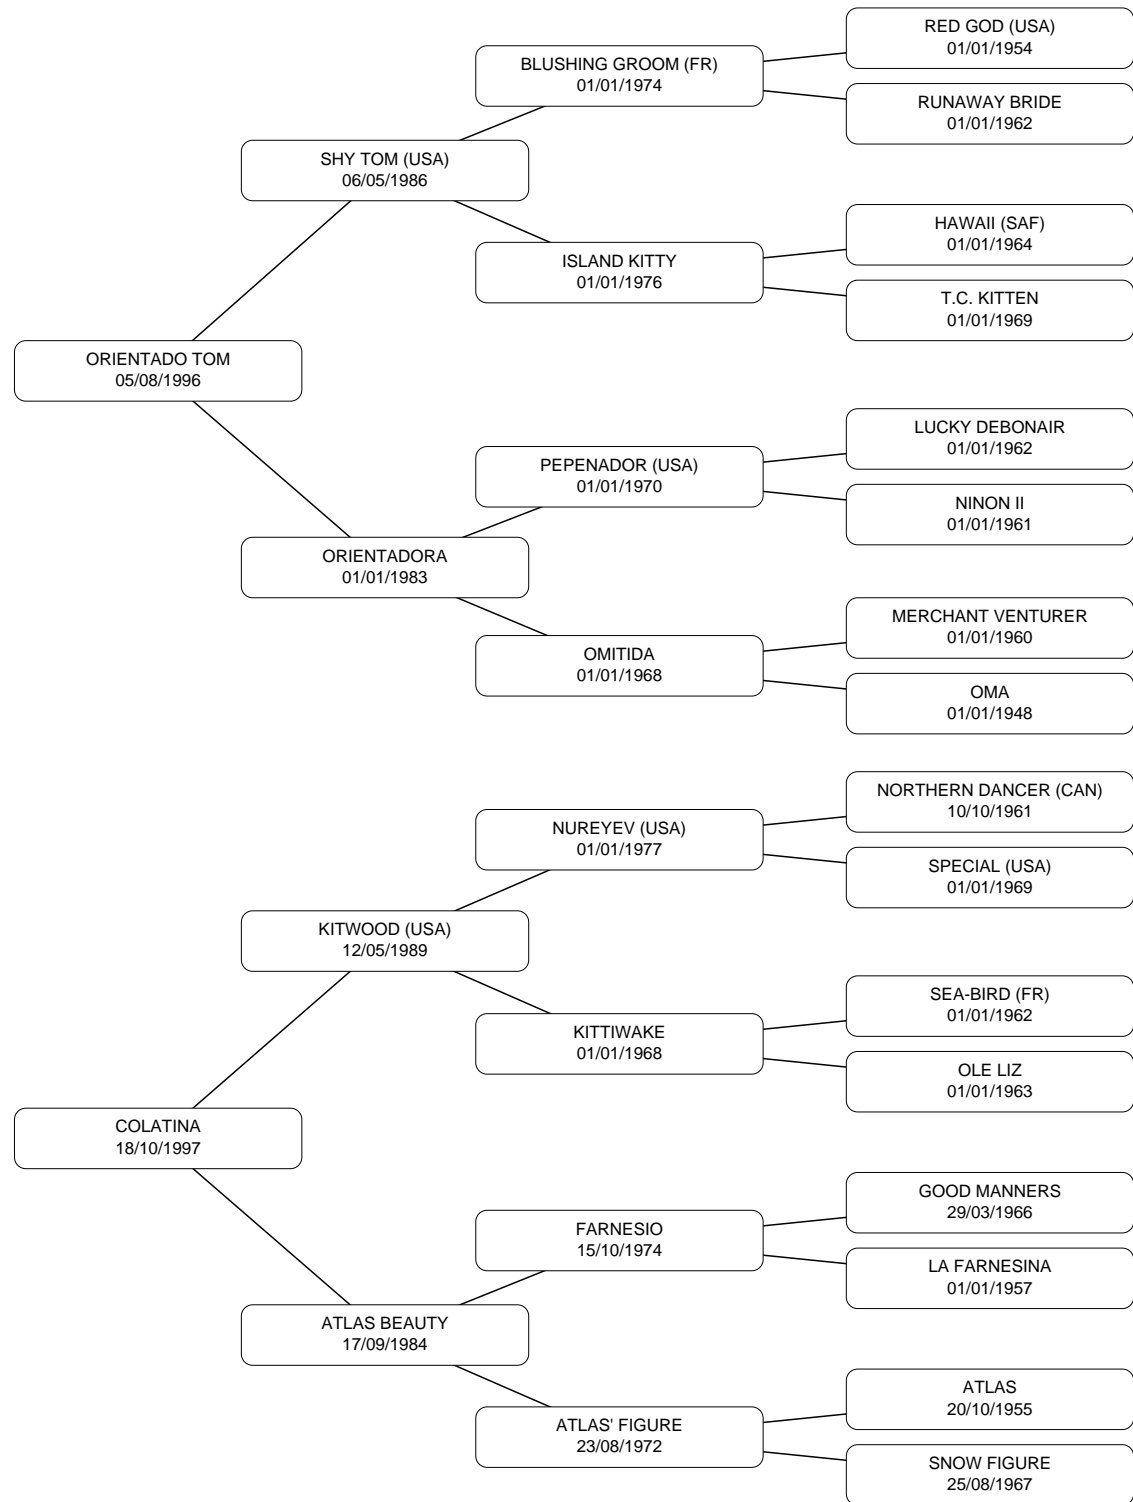 RED GOD (USA)
01/01/1954
BLUSHING GROOM (FR)
01/01/1974
RUNAWAY BRIDE
01/01/1962
SHY TOM (USA)
06/05/1986
HAWAII (SAF)
01/01/1964
ISLAND KITTY
01/01/1976
T.C. KITTEN
01/01/1969
ORIENTADO TOM
05/08/1996
LUCKY DEBONAIR
01/01/1962
PEPENADOR (USA)
01/01/1970
NINON II
01/01/1961
ORIENTADORA
01/01/1983
MERCHANT VENTURER
01/01/1960
OMITIDA
01/01/1968
OMA
01/01/1948
NORTHERN DANCER (CAN)
10/10/1961
NUREYEV (USA)
01/01/1977
SPECIAL (USA)
01/01/1969
KITWOOD (USA)
12/05/1989
SEA-BIRD (FR)
01/01/1962
KITTIWAKE
01/01/1968
OLE LIZ
01/01/1963
COLATINA
18/10/1997
GOOD MANNERS
29/03/1966
FARNESIO
15/10/1974
LA FARNESINA
01/01/1957
ATLAS BEAUTY
17/09/1984
ATLAS
20/10/1955
ATLAS' FIGURE
23/08/1972
SNOW FIGURE
25/08/1967